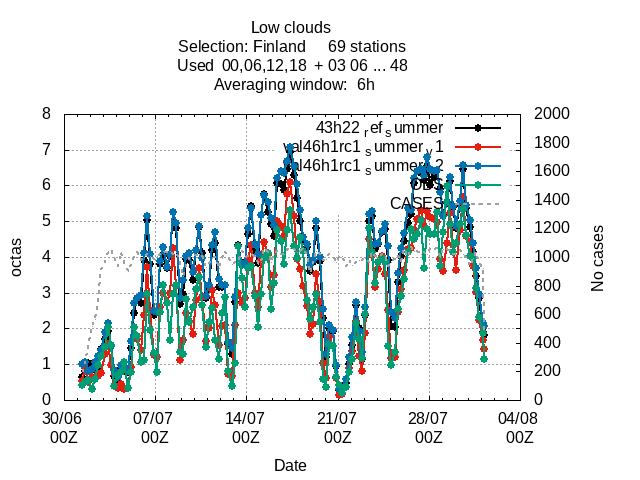 Low clouds
Selection: Finland 69 stations
Used 00,06,12,18 + 03 06 ... 48
Averaging window: 6h
43h22_ref_summer
val46h1rc1_summer_v1
val46h1rc1_summer_v2
OBS
CASES
octas
8
7
6
5
4
3
2
1
0
No cases
2000
1800
1600
1400
1200
1000
800
600
400
200
0
30/06 07/07 14/07 21/07 28/07 04/08
00Z 00Z 00Z 00Z 00Z 00Z
Date